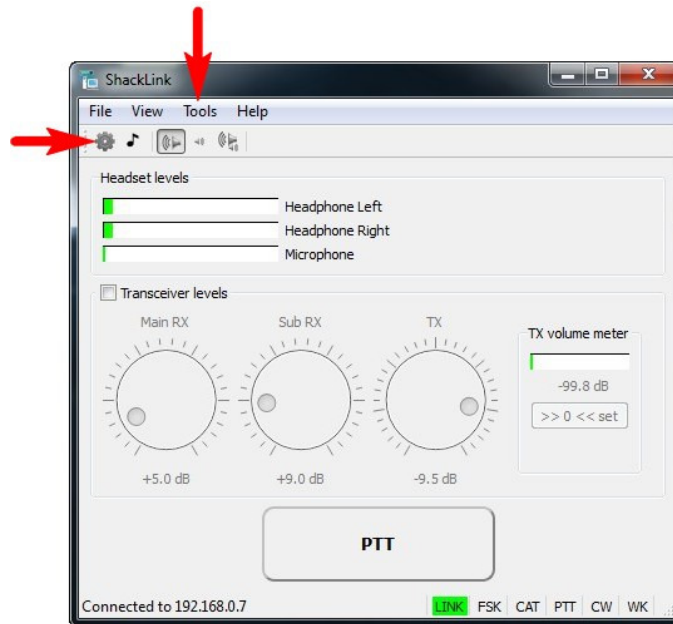 ShackLink
File View Tools Help
Headset levels
Headphone Left
Headphone Right
Microphone
Transceiver levels
Main RX Sub RX TX
+5.0 dB +9.0 dB -9.5 dB
TX volume meter
-99.8 dB
>> 0 << set
PTT
Connected to 192.168.0.7 LINK FSK CAT PTT CW WK